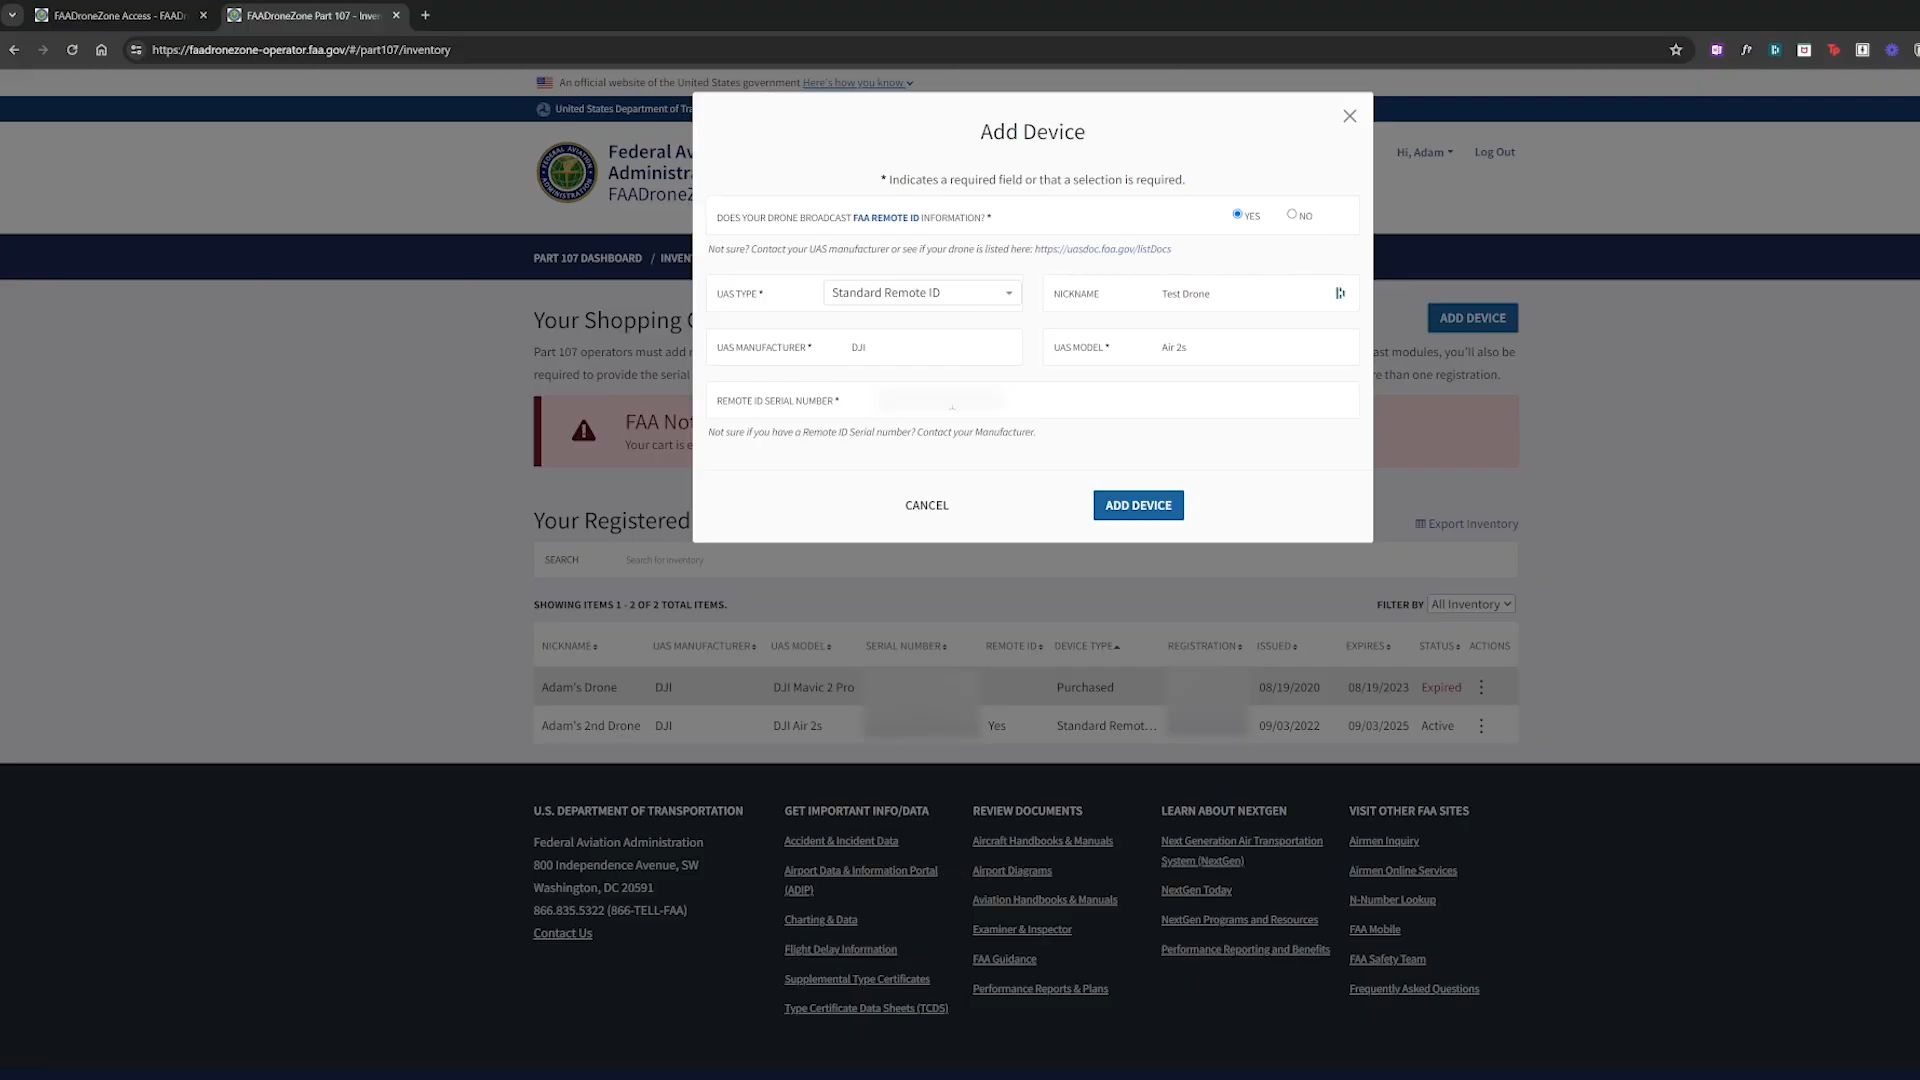 FAADroneZone Access - FAADr
FAADroneZone Part 107 - Inve
https://faadronezone-operator.faa.gov/#/part107/inventory
An official website of the United States government Here's how you know
United States Department of Tr
Federal Av
Administra
FAADroneZ
Hi, Adam
Log Out
PART 107 DASHBOARD / INVEN
Add Device
* Indicates a required field or that a selection is required.
DOES YOUR DRONE BROADCAST FAA REMOTE ID INFORMATION? *
YES
NO
Not sure? Contact your UAS manufacturer or see if your drone is listed here: https://uasdoc.faa.gov/listDocs
UAS TYPE * Standard Remote ID
NICKNAME Test Drone
UAS MANUFACTURER * DJI
UAS MODEL * Air 2s
REMOTE ID SERIAL NUMBER *
Not sure if you have a Remote ID Serial number? Contact your Manufacturer.
CANCEL
ADD DEVICE
Your Shopping
ADD DEVICE
Part 107 operators must add
ast modules, you'll also be
required to provide the serial
re than one registration.
FAA Not
Your cart is e
Your Registered
Export Inventory
SEARCH Search for inventory
SHOWING ITEMS 1 - 2 OF 2 TOTAL ITEMS.
FILTER BY All Inventory
NICKNAME UAS MANUFACTURER UAS MODEL SERIAL NUMBER REMOTE ID DEVICE TYPE REGISTRATION ISSUED EXPIRES STATUS ACTIONS
Adam's Drone DJI DJI Mavic 2 Pro Purchased 08/19/2020 08/19/2023 Expired
Adam's 2nd Drone DJI DJI Air 2s Yes Standard Remot... 09/03/2022 09/03/2025 Active
U.S. DEPARTMENT OF TRANSPORTATION
Federal Aviation Administration
800 Independence Avenue, SW
Washington, DC 20591
866.835.5322 (866-TELL-FAA)
Contact Us
GET IMPORTANT INFO/DATA
Accident & Incident Data
Airport Data & Information Portal
(ADIP)
Charting & Data
Flight Delay Information
Supplemental Type Certificates
Type Certificate Data Sheets (TCDS)
REVIEW DOCUMENTS
Aircraft Handbooks & Manuals
Airport Diagrams
Aviation Handbooks & Manuals
Examiner & Inspector
FAA Guidance
Performance Reports & Plans
LEARN ABOUT NEXTGEN
Next Generation Air Transportation
System (NextGen)
NextGen Today
NextGen Programs and Resources
Performance Reporting and Benefits
VISIT OTHER FAA SITES
Airmen Inquiry
Airmen Online Services
N-Number Lookup
FAA Mobile
FAA Safety Team
Frequently Asked Questions